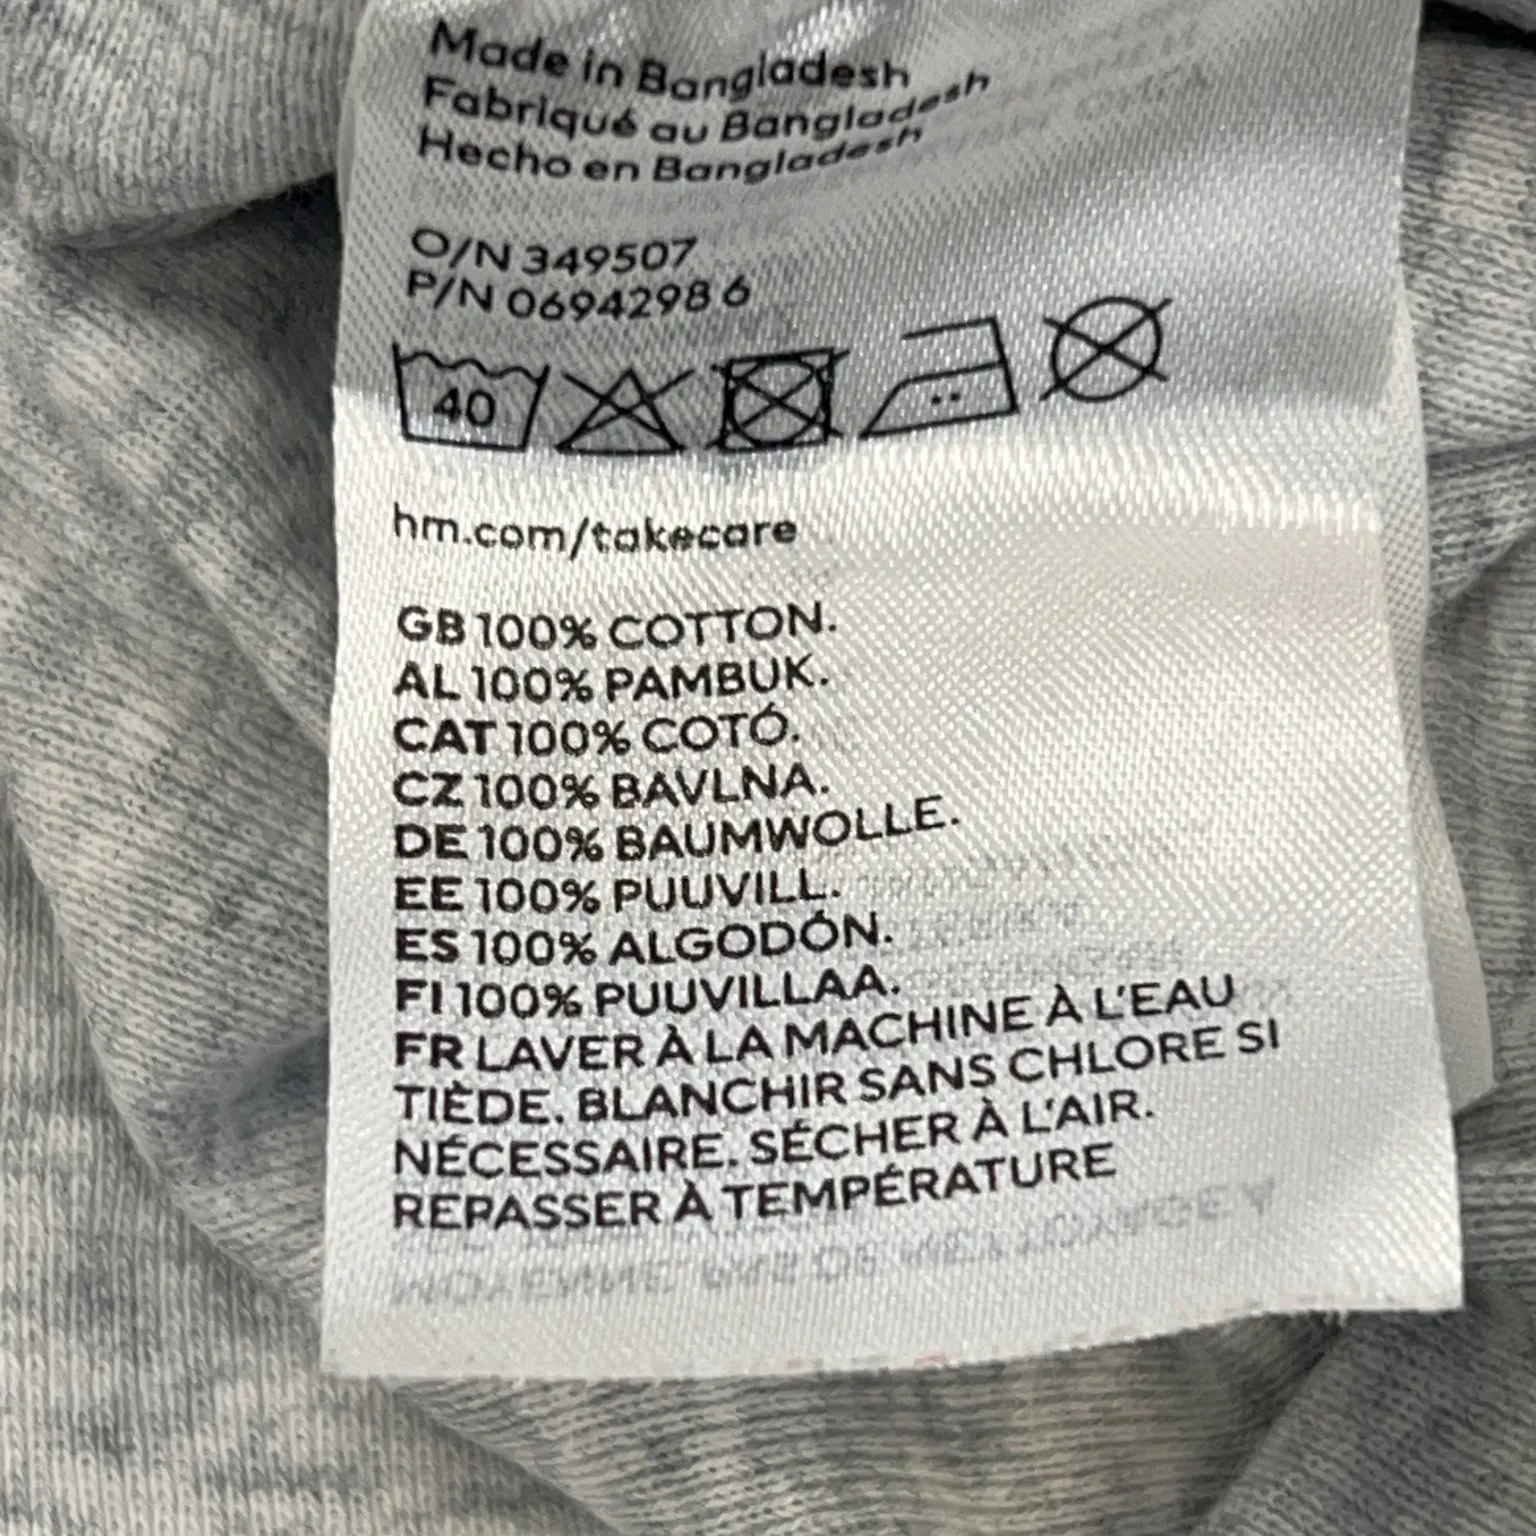 Made in Bangladesh
Fabriqué au Bangladesh
Hecho en Bangladesh
O/N 349507
P/N 0694298 6
40
hm.com/takecare
GB 100% COTTON.
AL 100% PAMBUK.
CAT 100% COTÓ.
CZ 100% BAVLNA.
DE 100% BAUMWOLLE.
EE 100% PUUVILL.
ES 100% ALGODÓN.
FI 100% PUUVILLAA.
FR LAVER À LA MACHINE À L'EAU
TIÈDE. BLANCHIR SANS CHLORE SI
NÉCESSAIRE. SÉCHER À L'AIR.
REPASSER À TEMPÉRATURE